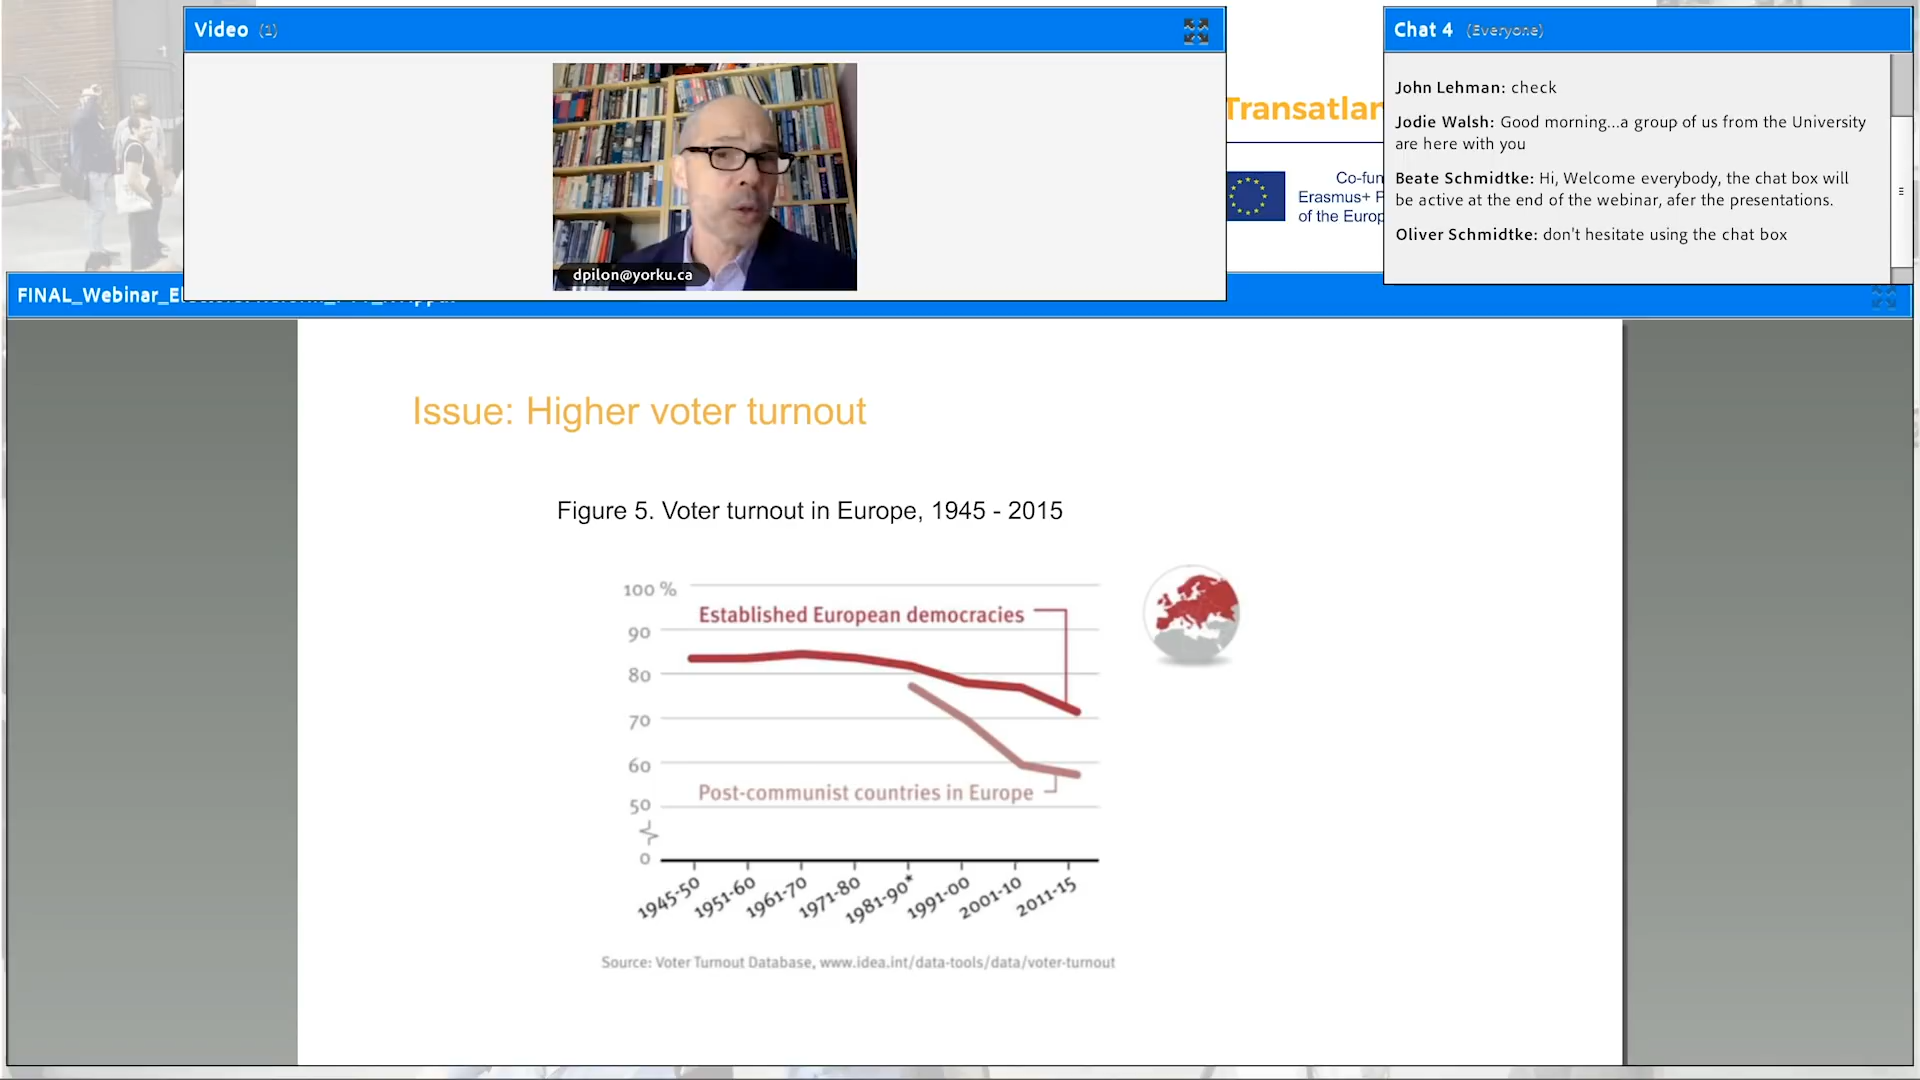 Video (1)
dpilon@yorku.ca
Transatlan
Co-fun
Erasmus+ P
of the Europ
Chat 4 (Everyone)
John Lehman: check
Jodie Walsh: Good morning...a group of us from the University
are here with you
Beate Schmidtke: Hi, Welcome everybody, the chat box will
be active at the end of the webinar, afer the presentations.
Oliver Schmidtke: don't hesitate using the chat box
FINAL_Webinar_El
Issue: Higher voter turnout
Figure 5. Voter turnout in Europe, 1945 - 2015
100 %
Established European democracies
90
80
70
60
Post-communist countries in Europe
50
0
1945-50
1951-60
1961-70
1971-80
1981-90*
1991-00
2001-10
2011-15
Source: Voter Turnout Database, www.idea.int/data-tools/data/voter-turnout